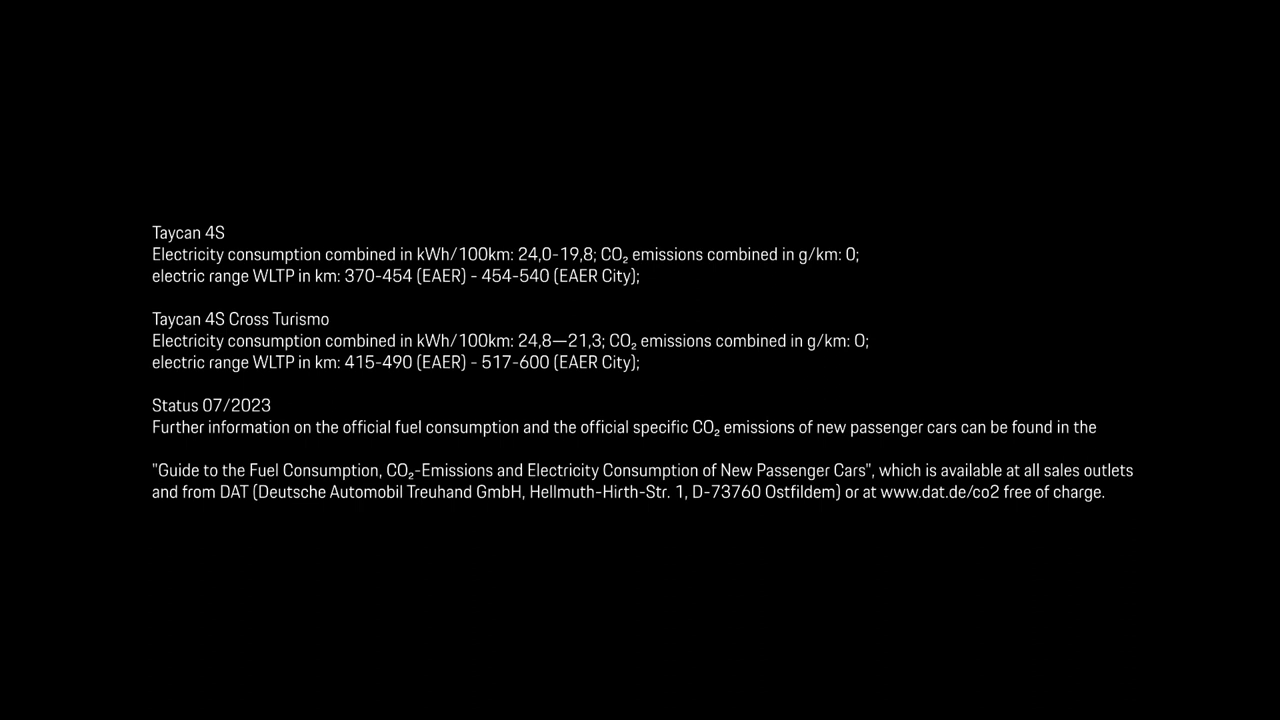 Taycan 4S
Electricity consumption combined in kWh/100km: 24,0-19,8; CO₂ emissions combined in g/km: 0;
electric range WLTP in km: 370-454 (EAER) - 454-540 (EAER City);
Taycan 4S Cross Turismo
Electricity consumption combined in kWh/100km: 24,8—21,3; CO₂ emissions combined in g/km: 0;
electric range WLTP in km: 415-490 (EAER) - 517-600 (EAER City);
Status 07/2023
Further information on the official fuel consumption and the official specific CO₂ emissions of new passenger cars can be found in the
"Guide to the Fuel Consumption, CO₂-Emissions and Electricity Consumption of New Passenger Cars", which is available at all sales outlets
and from DAT (Deutsche Automobil Treuhand GmbH, Hellmuth-Hirth-Str. 1, D-73760 Ostfildem) or at www.dat.de/co2 free of charge.